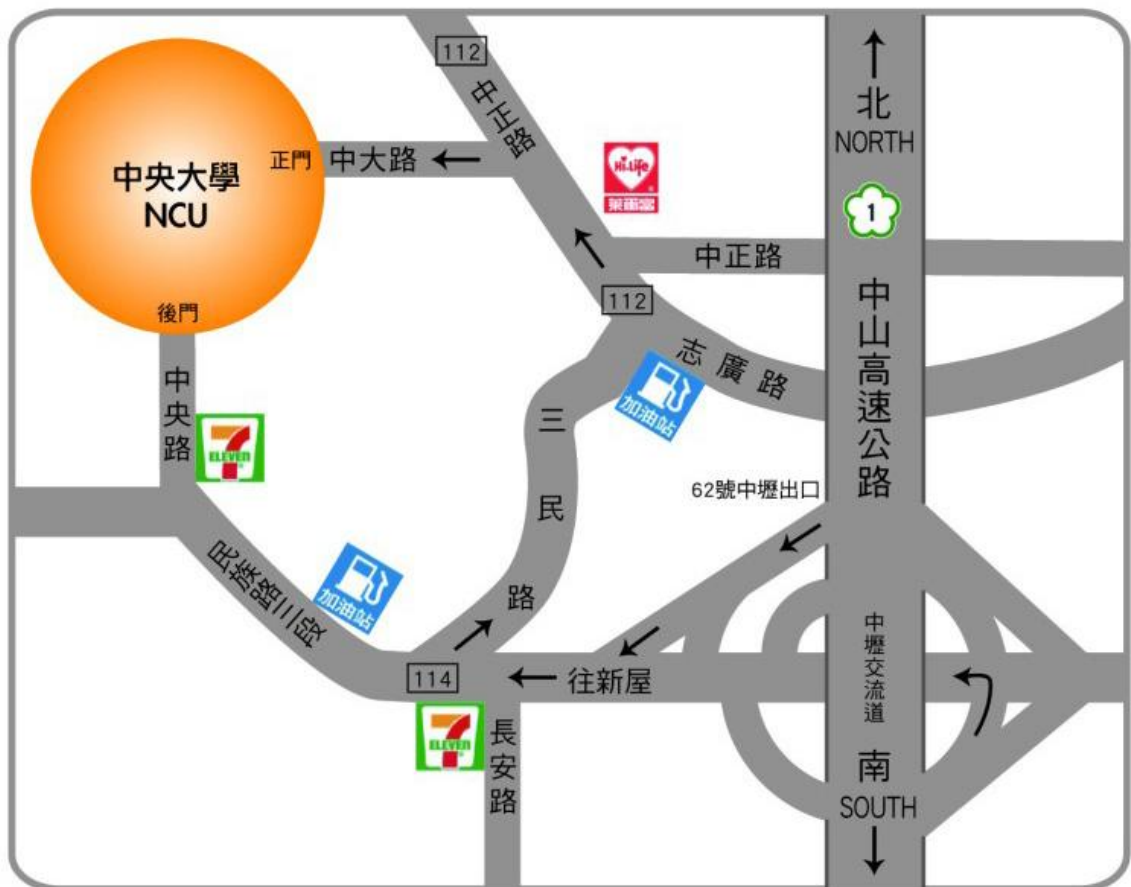 112
中正路
北
NORTH
正門
中大路
中央大學
NCU
Hi-Life
®
萊爾富
1
中正路
112
後門
志廣路
中山高速公路
加油站
三民路
中央路
7
ELEVEN
®
62號中壢出口
民族路三段
加油站
中壢交流道
114
往新屋
7
ELEVEN
®
長安路
南
SOUTH